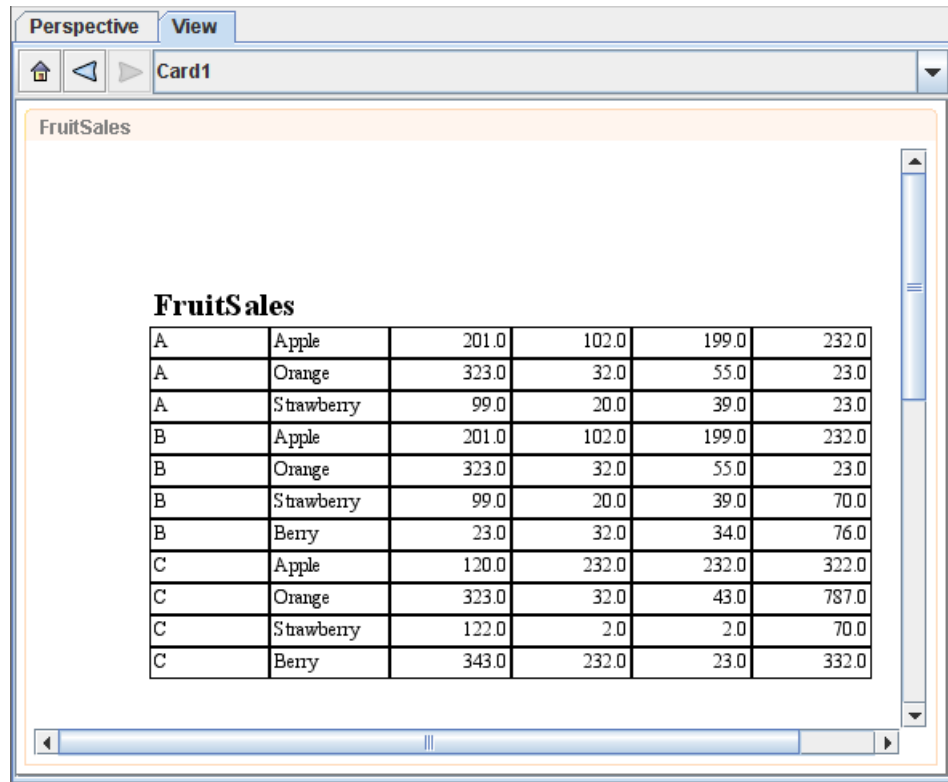 Perspective View
Card1
FruitSales
FruitSales
A Apple 201.0 102.0 199.0 232.0
A Orange 323.0 32.0 55.0 23.0
A Strawberry 99.0 20.0 39.0 23.0
B Apple 201.0 102.0 199.0 232.0
B Orange 323.0 32.0 55.0 23.0
B Strawberry 99.0 20.0 39.0 70.0
B Berry 23.0 32.0 34.0 76.0
C Apple 120.0 232.0 232.0 322.0
C Orange 323.0 32.0 43.0 787.0
C Strawberry 122.0 2.0 2.0 70.0
C Berry 343.0 232.0 23.0 332.0